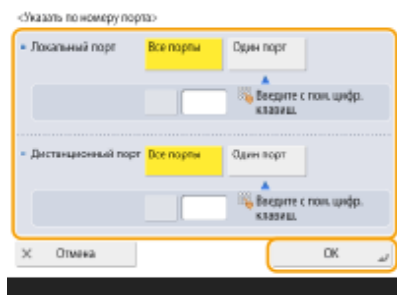 <Указать по номеру порта>
Локальный порт Все порты Один порт
Введите с пом. цифр.
клавиш.
Дистанционный порт Все порты Один порт
Введите с пом. цифр.
клавиш.
Отмена OK